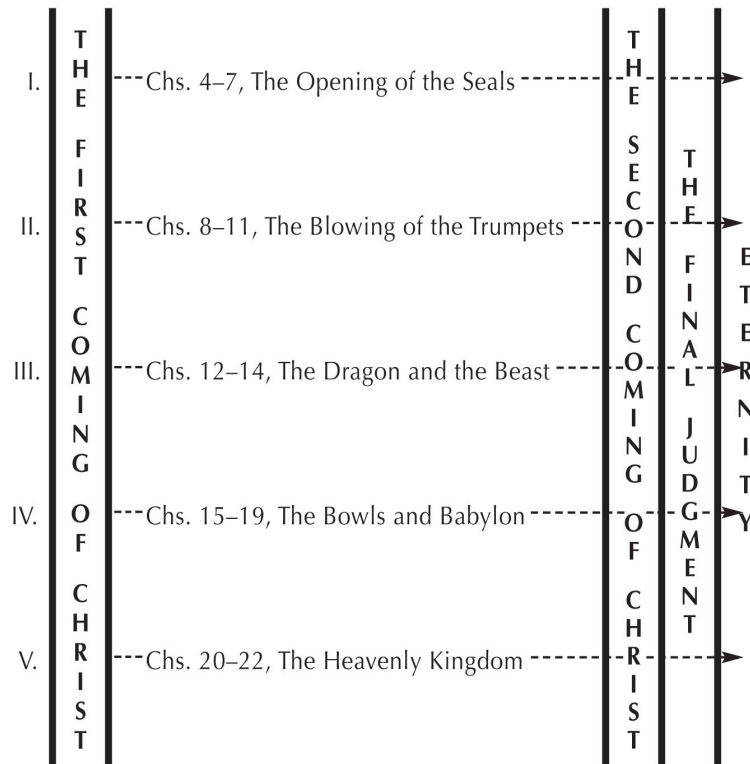 THE FIRST COMING OF CHRIST
I. Chs. 4–7, The Opening of the Seals
II. Chs. 8–11, The Blowing of the Trumpets
III. Chs. 12–14, The Dragon and the Beast
IV. Chs. 15–19, The Bowls and Babylon
V. Chs. 20–22, The Heavenly Kingdom
THE SECOND COMING OF CHRIST
THE FINAL JUDGMENT
ETERNITY